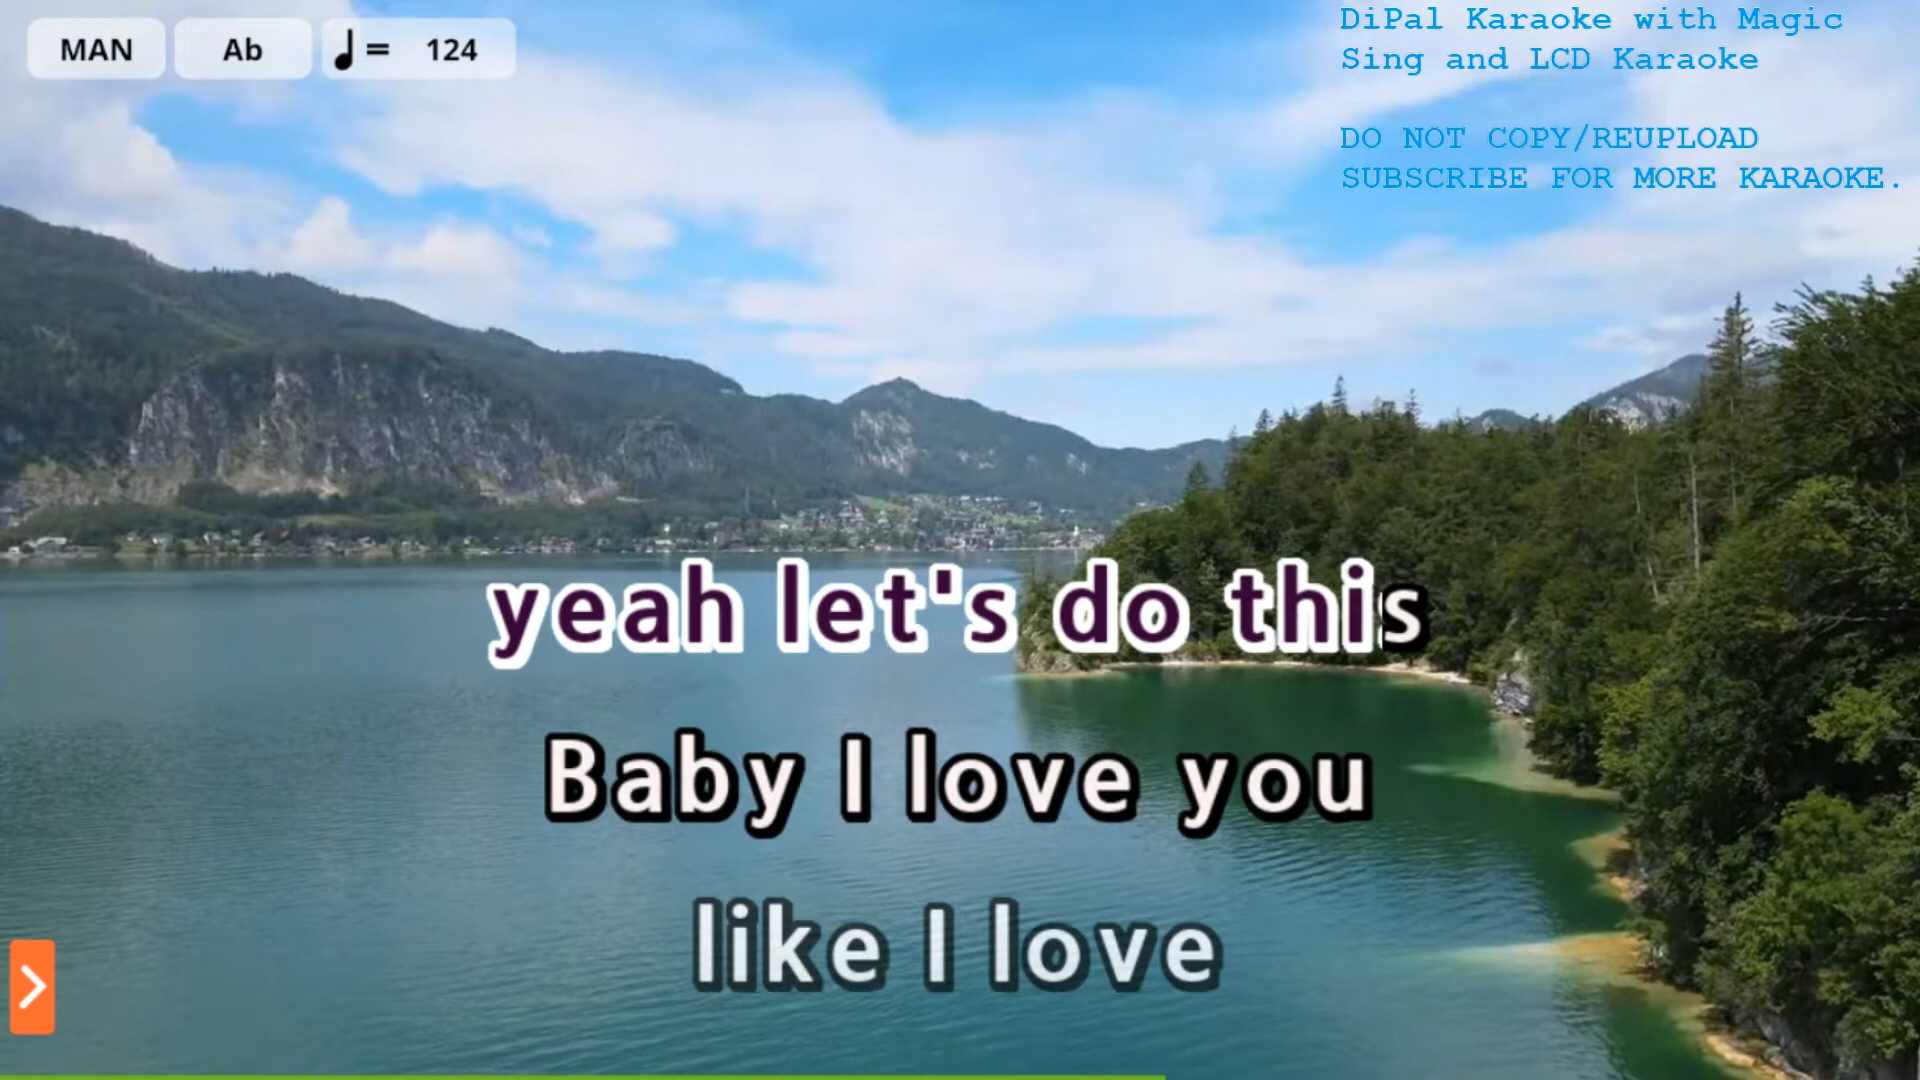 MAN Ab ♩ = 124
DiPal Karaoke with Magic
Sing and LCD Karaoke
DO NOT COPY/REUPLOAD
SUBSCRIBE FOR MORE KARAOKE.
yeah let's do this
Baby I love you
like I love